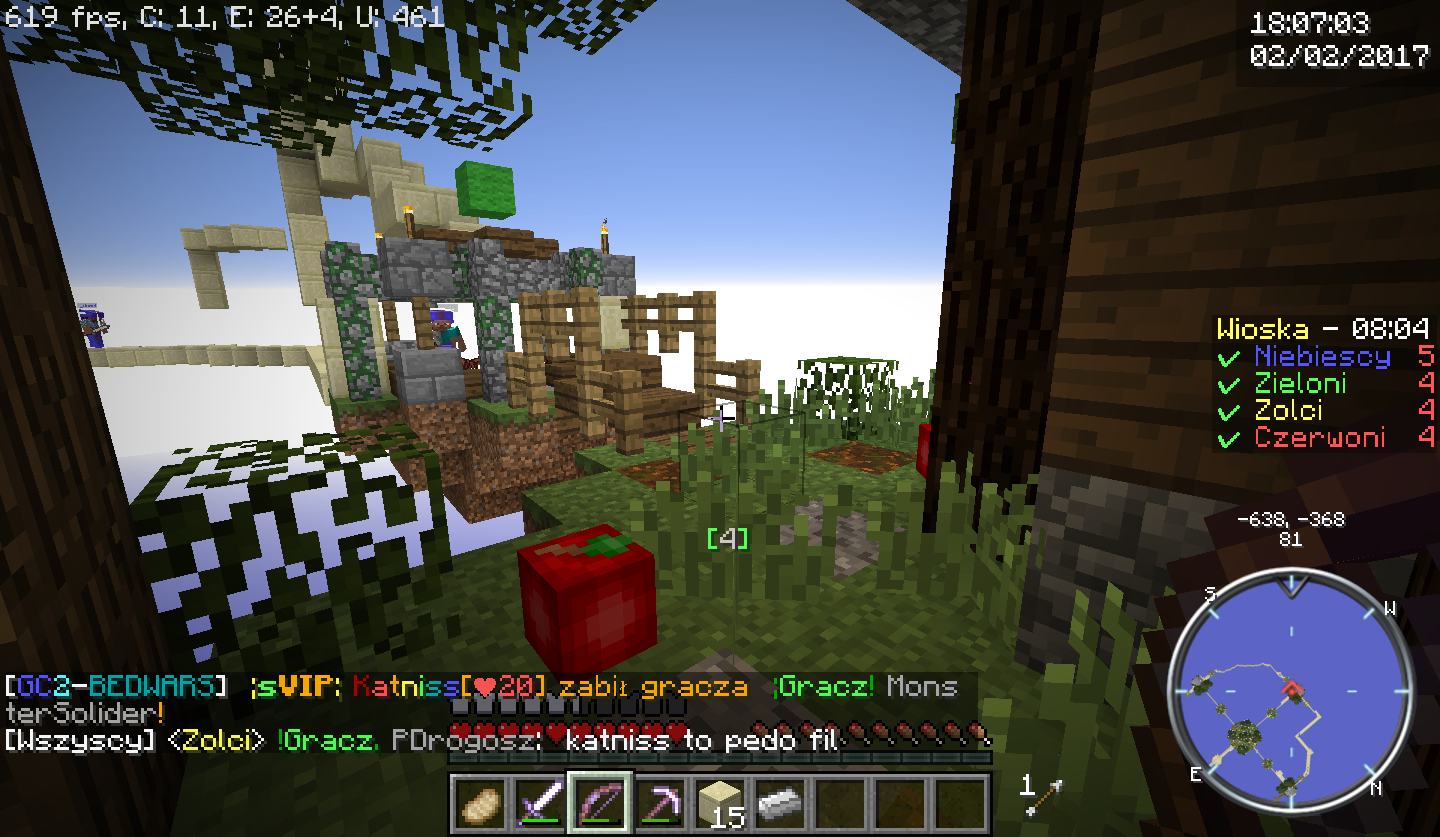 619 fps, C: 11, E: 26+4, U: 461
18:07:03
02/02/2017
Wioska - 08:04
✓ Niebiescy 5
✓ Zieloni 4
✓ Zolci 4
✓ Czerwoni 4
-638, -368
81
S
W
E
N
[4]
[GC2-BEDWARS] ¦sVIP¦ Katniss[❤20] zabił gracza ¦Gracz! Mons
terSolider!
[Wszyscy] <Zolci> !Gracz. PDrogosz: katniss to pedo fil
15
1